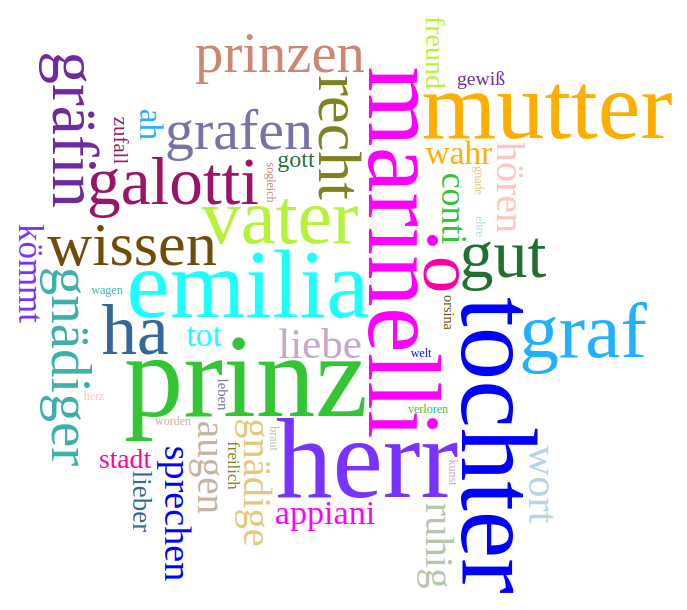 freund
prinzen
gewiß
gräfin
recht
marinelli
mutter
zufall
ah
grafen
wahr
hören
gott
galotti
sogleich
gnade
conti
vater
ehre
kömmt
wissen
gut
io
emilia
gnädiger
wagen
orsina
tochter
ha
tot
liebe
graf
welt
prinz
leben
herz
verloren
worden
herr
augen
gnädige
braut
freilich
stadt
sprechen
kunst
wort
lieber
appiani
ruhig